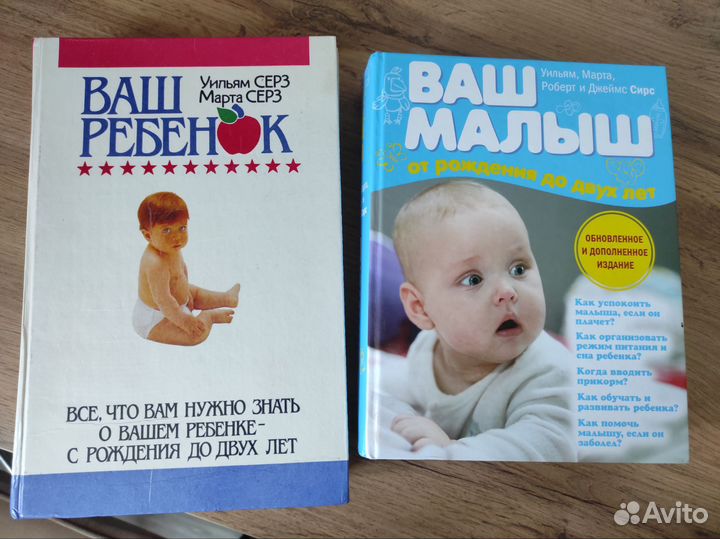 Уильям СЕРЗ
Марта СЕРЗ
ВАШ
РЕБЕНОК
ВСЕ, ЧТО ВАМ НУЖНО ЗНАТЬ
О ВАШЕМ РЕБЕНКЕ –
С РОЖДЕНИЯ ДО ДВУХ ЛЕТ
Уильям, Марта,
Роберт и Джеймс Сирс
ВАШ
МАЛЫШ
от рождения до двух лет
ОБНОВЛЕННОЕ
И ДОПОЛНЕННОЕ
ИЗДАНИЕ
Как успокоить
малыша, если он
плачет?
Как организовать
режим питания и
сна ребенка?
Когда вводить
прикорм?
Как обучать и
развивать ребенка?
Как помочь
малышу, если он
заболел?
Avito